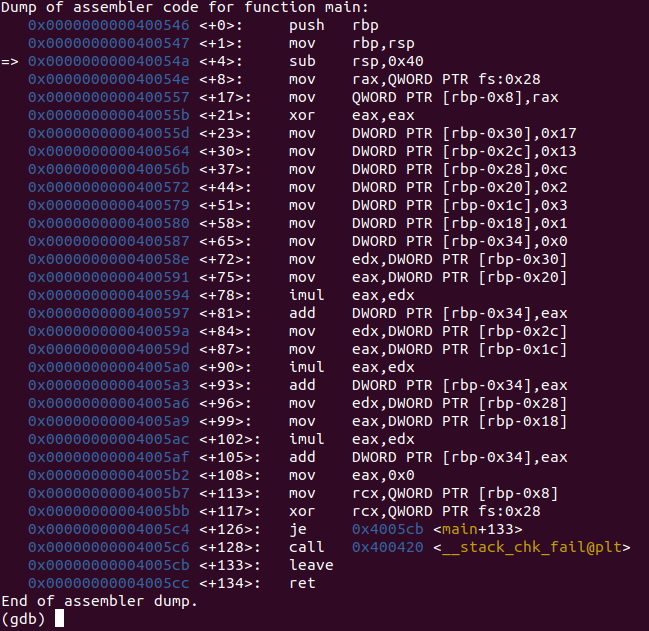 Dump of assembler code for function main:
   0x0000000000400546 <+0>:     push   rbp
   0x0000000000400547 <+1>:     mov    rbp,rsp
=> 0x000000000040054a <+4>:     sub    rsp,0x40
   0x000000000040054e <+8>:     mov    rax,QWORD PTR fs:0x28
   0x0000000000400557 <+17>:    mov    QWORD PTR [rbp-0x8],rax
   0x000000000040055b <+21>:    xor    eax,eax
   0x000000000040055d <+23>:    mov    DWORD PTR [rbp-0x30],0x17
   0x0000000000400564 <+30>:    mov    DWORD PTR [rbp-0x2c],0x13
   0x000000000040056b <+37>:    mov    DWORD PTR [rbp-0x28],0xc
   0x0000000000400572 <+44>:    mov    DWORD PTR [rbp-0x20],0x2
   0x0000000000400579 <+51>:    mov    DWORD PTR [rbp-0x1c],0x3
   0x0000000000400580 <+58>:    mov    DWORD PTR [rbp-0x18],0x1
   0x0000000000400587 <+65>:    mov    DWORD PTR [rbp-0x34],0x0
   0x000000000040058e <+72>:    mov    edx,DWORD PTR [rbp-0x30]
   0x0000000000400591 <+75>:    mov    eax,DWORD PTR [rbp-0x20]
   0x0000000000400594 <+78>:    imul   eax,edx
   0x0000000000400597 <+81>:    add    DWORD PTR [rbp-0x34],eax
   0x000000000040059a <+84>:    mov    edx,DWORD PTR [rbp-0x2c]
   0x000000000040059d <+87>:    mov    eax,DWORD PTR [rbp-0x1c]
   0x00000000004005a0 <+90>:    imul   eax,edx
   0x00000000004005a3 <+93>:    add    DWORD PTR [rbp-0x34],eax
   0x00000000004005a6 <+96>:    mov    edx,DWORD PTR [rbp-0x28]
   0x00000000004005a9 <+99>:    mov    eax,DWORD PTR [rbp-0x18]
   0x00000000004005ac <+102>:   imul   eax,edx
   0x00000000004005af <+105>:   add    DWORD PTR [rbp-0x34],eax
   0x00000000004005b2 <+108>:   mov    eax,0x0
   0x00000000004005b7 <+113>:   mov    rcx,QWORD PTR [rbp-0x8]
   0x00000000004005bb <+117>:   xor    rcx,QWORD PTR fs:0x28
   0x00000000004005c4 <+126>:   je     0x4005cb <main+133>
   0x00000000004005c6 <+128>:   call   0x400420 <__stack_chk_fail@plt>
   0x00000000004005cb <+133>:   leave
   0x00000000004005cc <+134>:   ret
End of assembler dump.
(gdb)